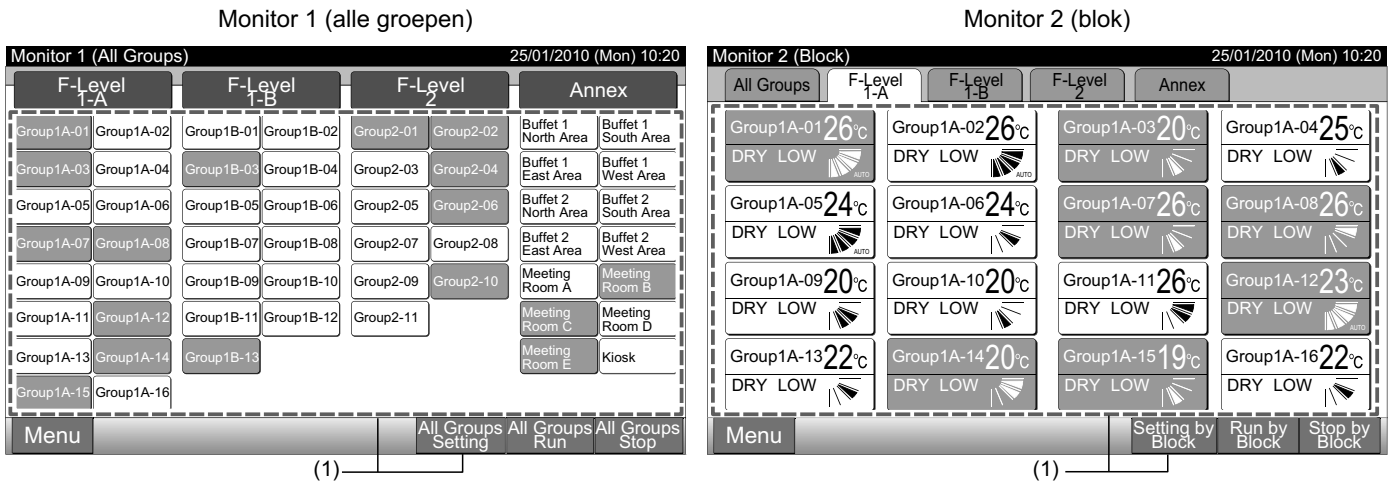 Monitor 1 (alle groepen)
Monitor 1 (All Groups) 25/01/2010 (Mon) 10:20
F-Level 1-A
F-Level 1-B
F-Level 2
Annex
Group1A-01 Group1A-02 Group1B-01 Group1B-02 Group2-01 Group2-02 Buffet 1 North Area Buffet 1 South Area
Group1A-03 Group1A-04 Group1B-03 Group1B-04 Group2-03 Group2-04 Buffet 1 East Area Buffet 1 West Area
Group1A-05 Group1A-06 Group1B-05 Group1B-06 Group2-05 Group2-06 Buffet 2 North Area Buffet 2 South Area
Group1A-07 Group1A-08 Group1B-07 Group1B-08 Group2-07 Group2-08 Buffet 2 East Area Buffet 2 West Area
Group1A-09 Group1A-10 Group1B-09 Group1B-10 Group2-09 Group2-10 Meeting Room A Meeting Room B
Group1A-11 Group1A-12 Group1B-11 Group1B-12 Group2-11 Meeting Room C Meeting Room D
Group1A-13 Group1A-14 Group1B-13 Meeting Room E Kiosk
Group1A-15 Group1A-16
Menu
All Groups Setting
All Groups Run
All Groups Stop
(1)
Monitor 2 (blok)
Monitor 2 (Block) 25/01/2010 (Mon) 10:20
All Groups
F-Level 1-A
F-Level 1-B
F-Level 2
Annex
Group1A-01 26°C Group1A-02 26°C Group1A-03 20°C Group1A-04 25°C
DRY LOW AUTO DRY LOW AUTO DRY LOW DRY LOW
Group1A-05 24°C Group1A-06 24°C Group1A-07 26°C Group1A-08 26°C
DRY LOW AUTO DRY LOW DRY LOW DRY LOW
Group1A-09 20°C Group1A-10 20°C Group1A-11 26°C Group1A-12 23°C
DRY LOW DRY LOW DRY LOW DRY LOW AUTO
Group1A-13 22°C Group1A-14 20°C Group1A-15 19°C Group1A-16 22°C
DRY LOW DRY LOW DRY LOW DRY LOW
Menu
Setting by Block
Run by Block
Stop by Block
(1)